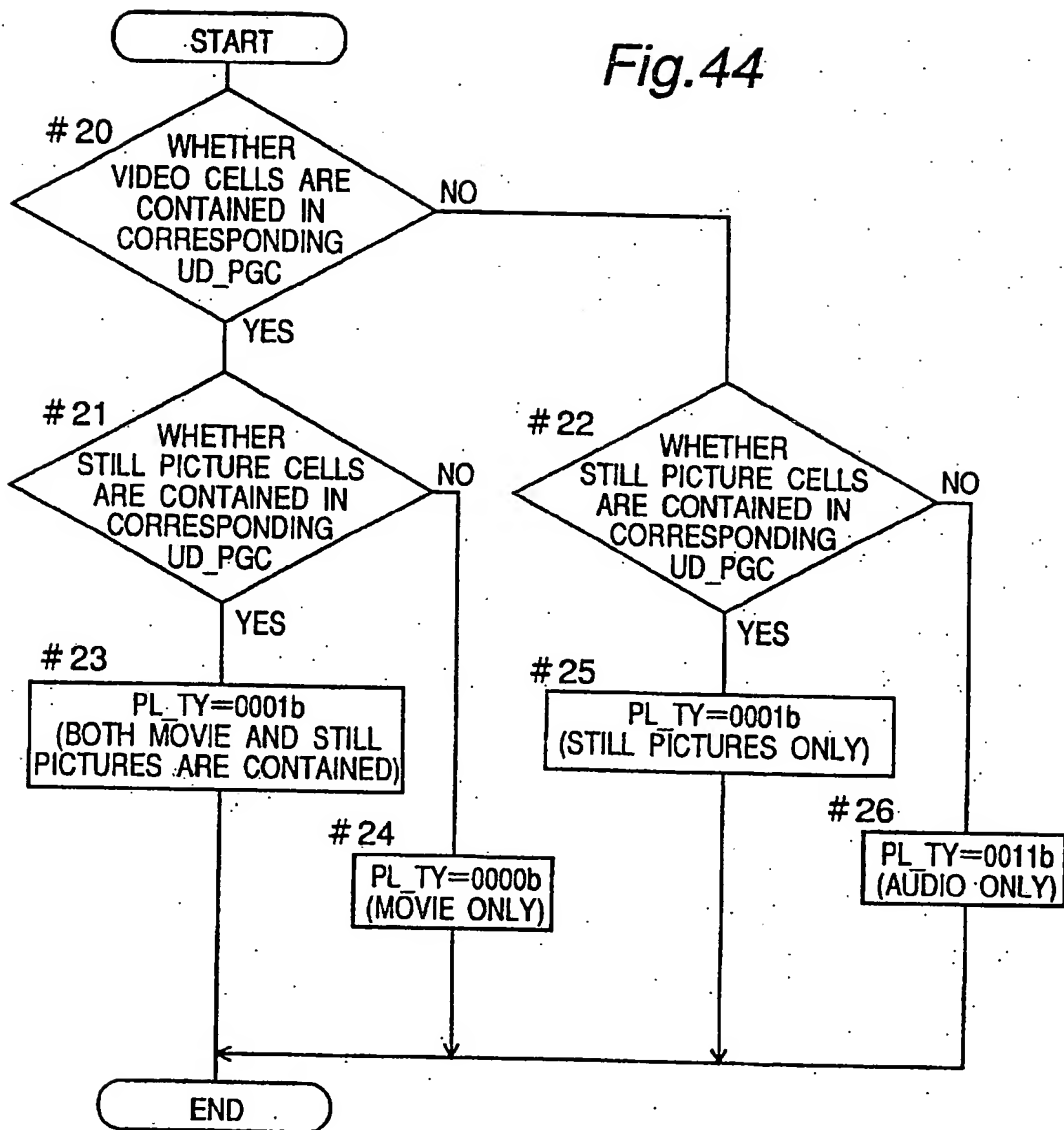 START
Fig.44
#20
WHETHER
VIDEO CELLS ARE
CONTAINED IN
CORRESPONDING
UD_PGC
NO
YES
#21
WHETHER
STILL PICTURE CELLS
ARE CONTAINED IN
CORRESPONDING
UD_PGC
NO
YES
#22
WHETHER
STILL PICTURE CELLS
ARE CONTAINED IN
CORRESPONDING
UD_PGC
NO
YES
#23
PL_TY=0001b
(BOTH MOVIE AND STILL
PICTURES ARE CONTAINED)
#24
PL_TY=0000b
(MOVIE ONLY)
#25
PL_TY=0001b
(STILL PICTURES ONLY)
#26
PL_TY=0011b
(AUDIO ONLY)
END